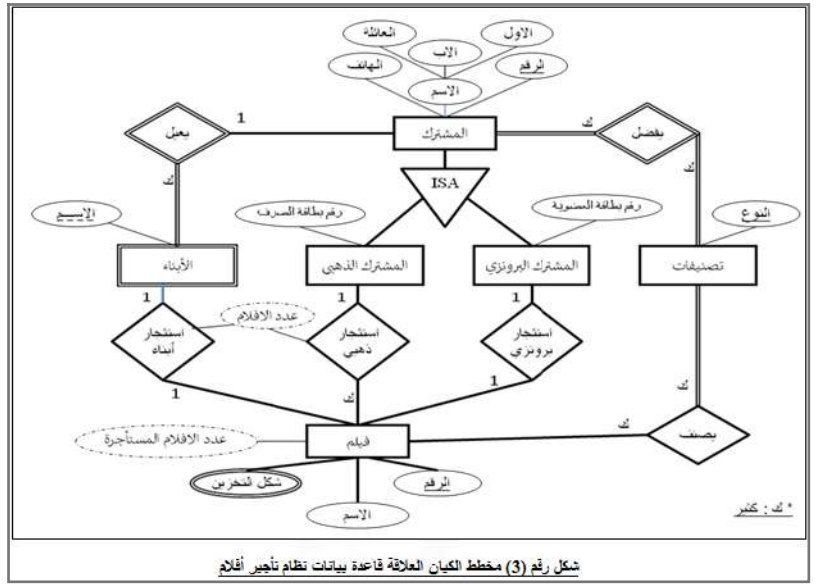 العائلة
الاب
الاول
الهاتف
الاسم
الرقم
يعيل
1
المشترك
ك
يفضل
ك
ISA
ك
الاسم
رقم بطاقة الصرف
رقم بطاقة العضوية
النوع
الأبناء
المشترك الذهبي
المشترك البرونزي
تصنيفات
1
1
1
عدد الافلام
استئجار
أبناء
استئجار
ذهبي
استئجار
برونزي
1
ك
1
ك
عدد الافلام المستأجرة
فيلم
ك
يصنف
شكل التخزين
الرقم
الاسم
* ك : كثير
شكل رقم (3) مخطط الكيان العلاقة قاعدة بيانات نظام تأجير أفلام